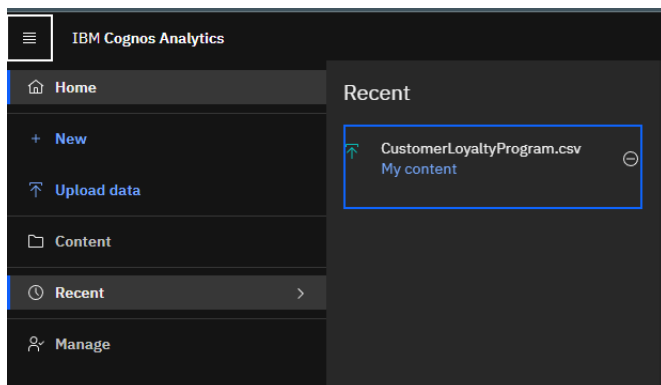 IBM Cognos Analytics
Home
+ New
Upload data
Content
Recent
Manage
Recent
CustomerLoyaltyProgram.csv
My content